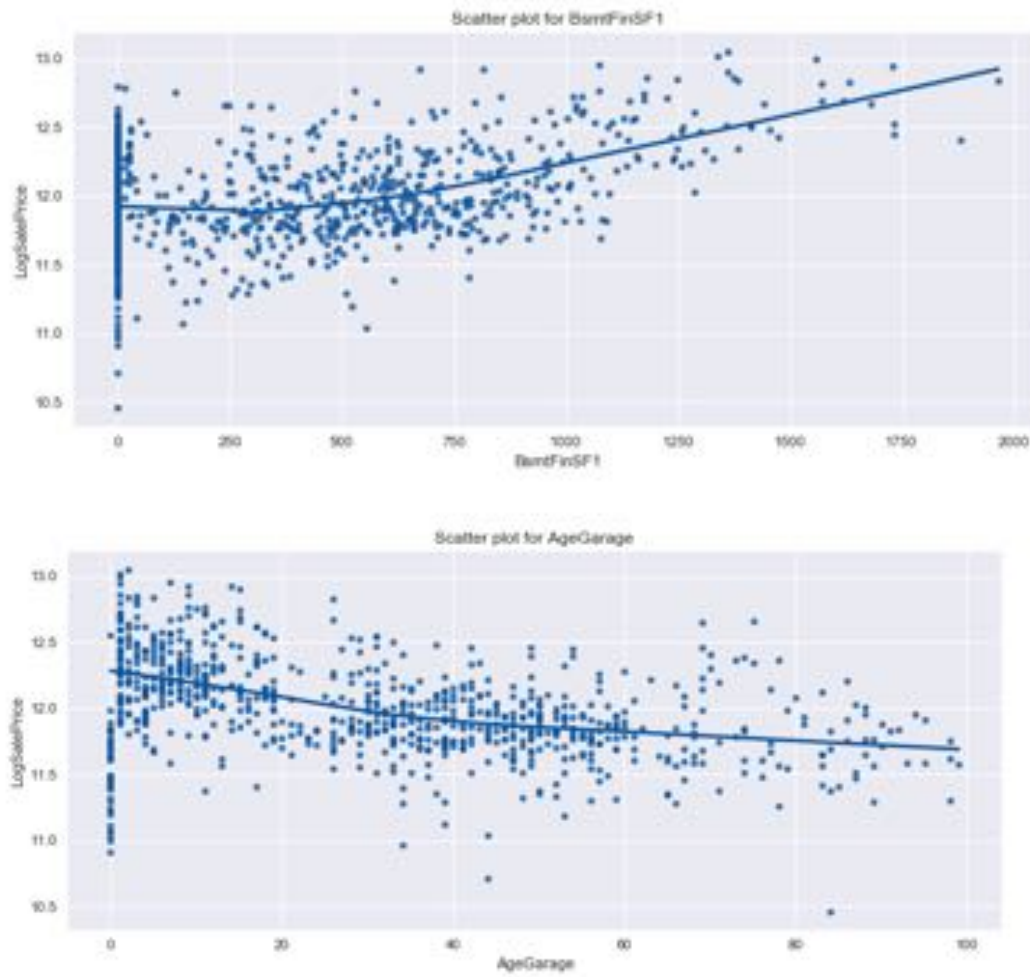 Scatter plot for BsmtFinSF1
13.0
12.5
12.0
11.5
11.0
10.5
LogSalePrice
0 250 500 750 1000 1250 1500 1750 2000
BsmtFinSF1
Scatter plot for AgeGarage
13.0
12.5
12.0
11.5
11.0
10.5
LogSalePrice
0 20 40 60 80 100
AgeGarage